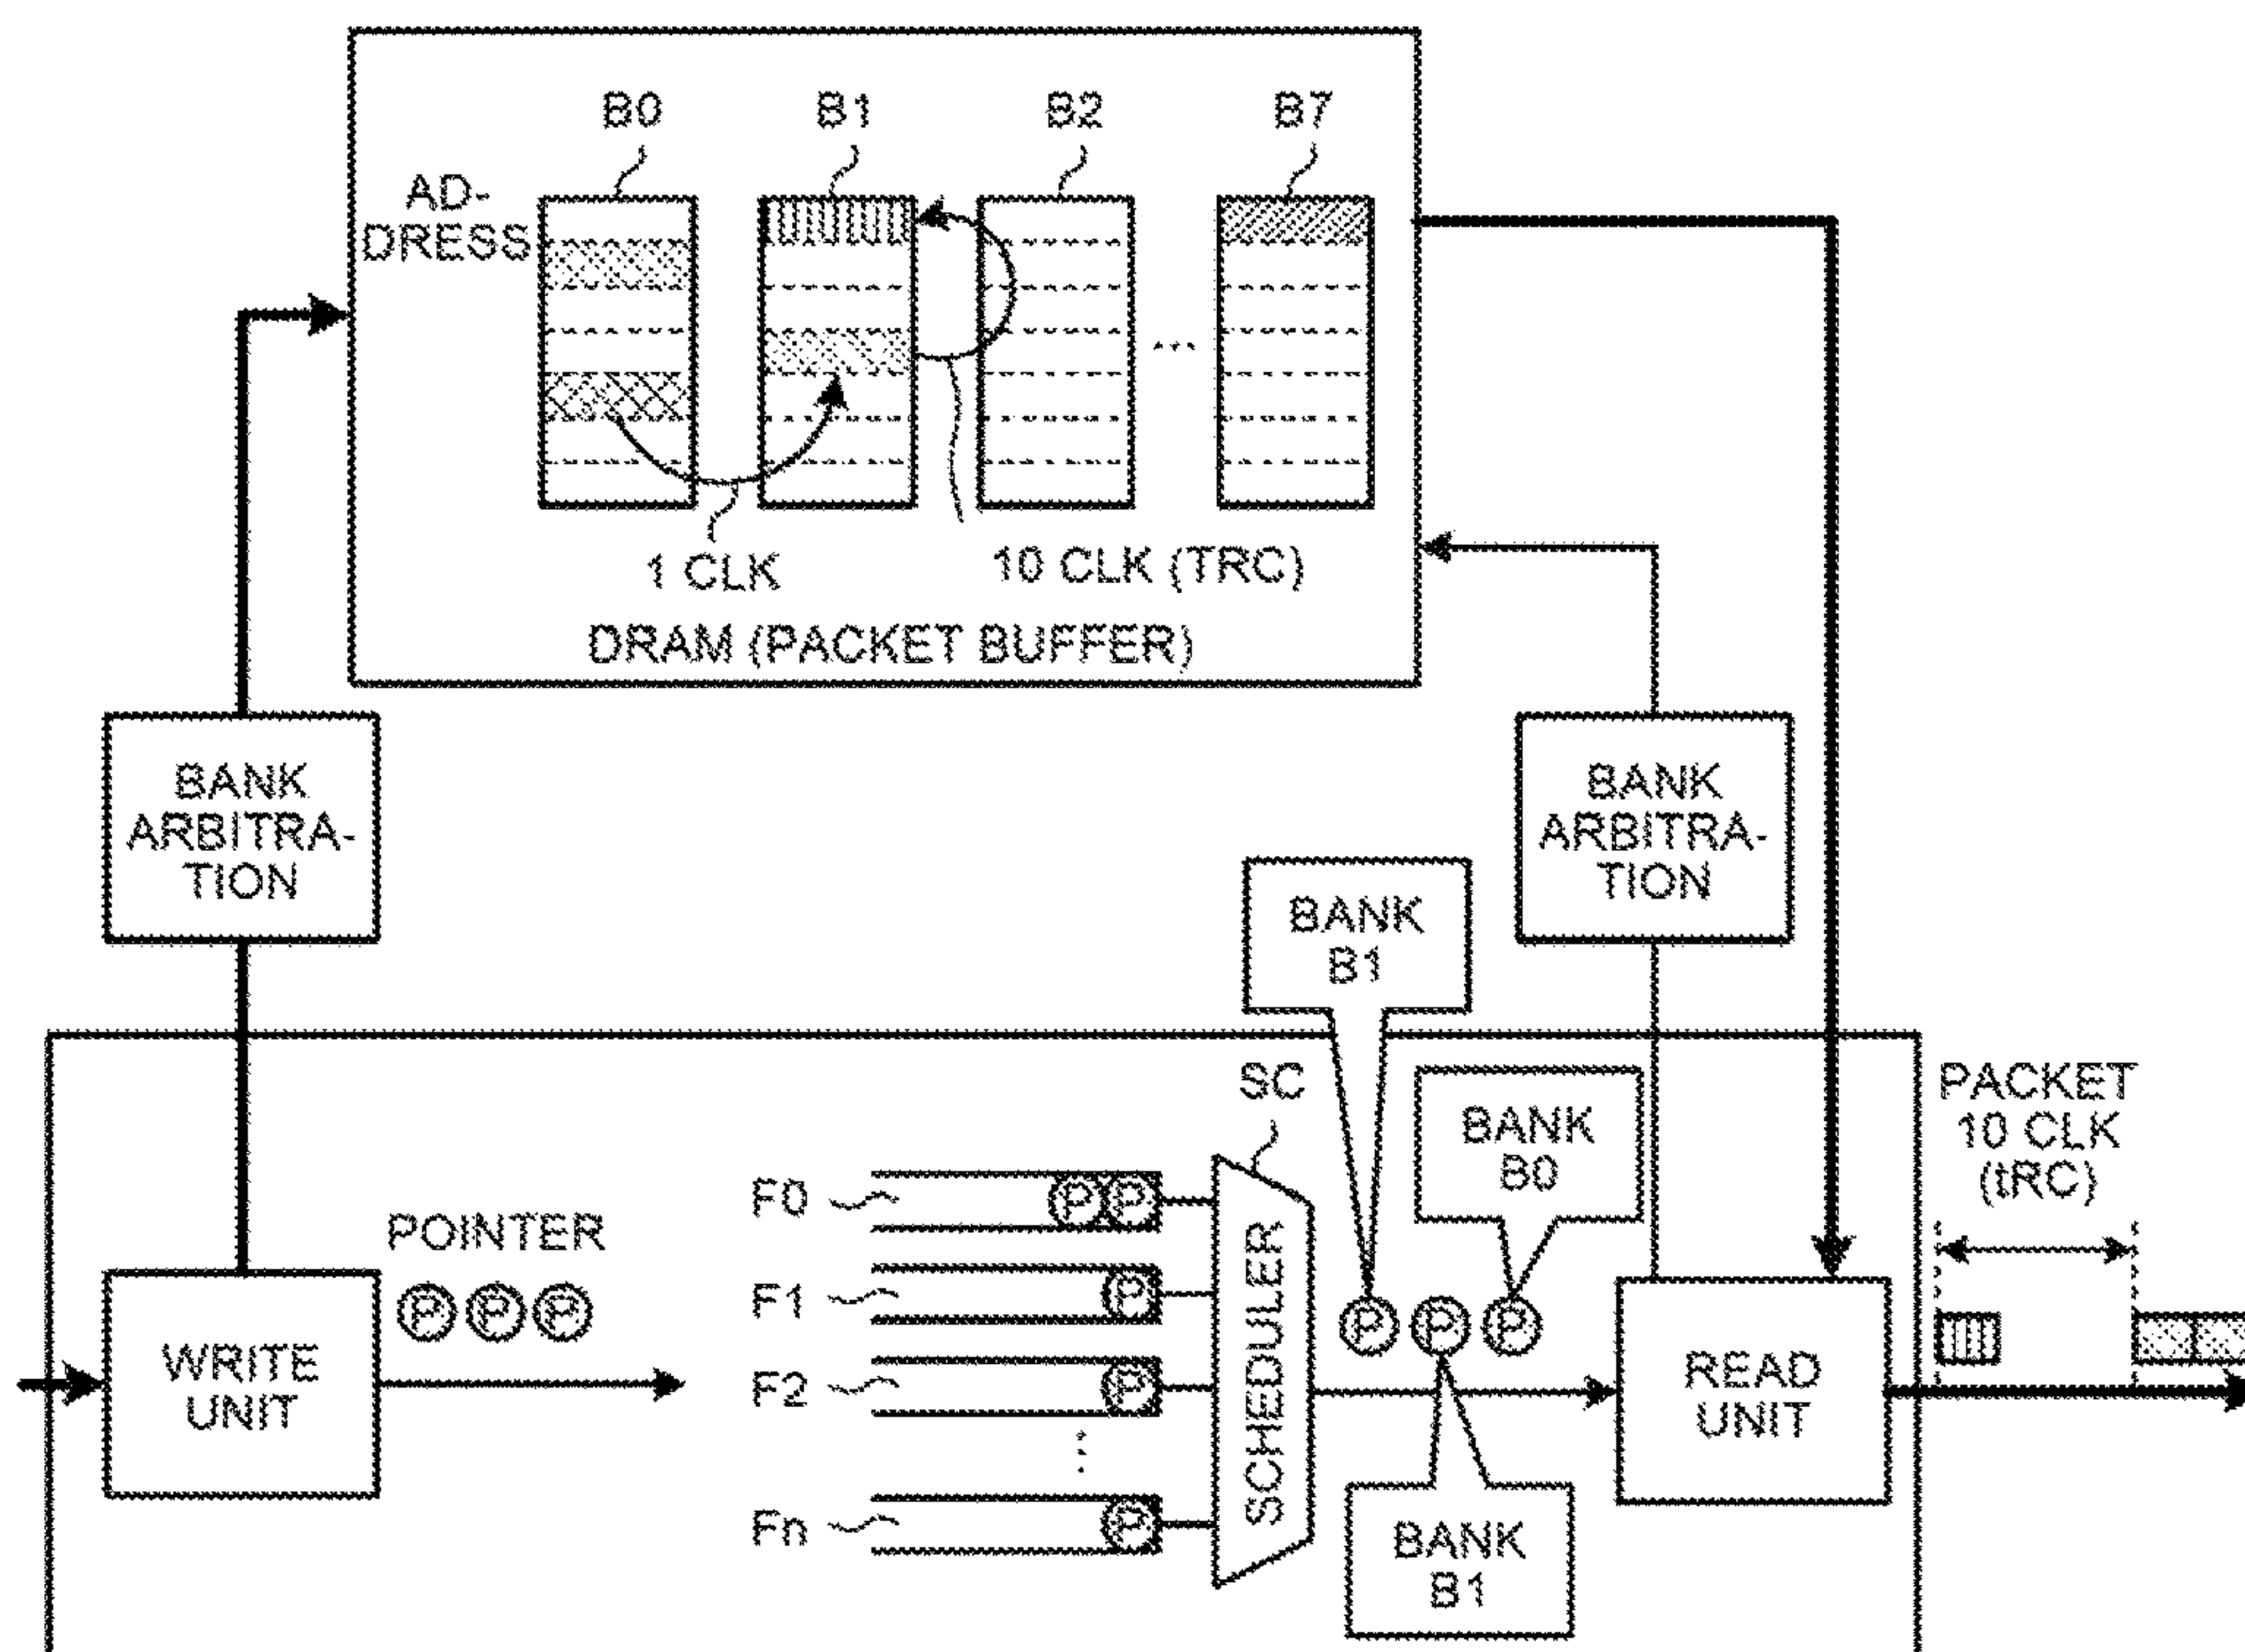 B0
B1
B2
B7
AD-
DRESS
...
1 CLK
10 CLK (TRC)
DRAM (PACKET BUFFER)
BANK
ARBITRA-
TION
BANK
ARBITRA-
TION
BANK
B1
SC
BANK
B0
PACKET
10 CLK
(tRC)
POINTER
P P P
WRITE
UNIT
F0
P P
F1
P
F2
P
Fn
P
SCHEDULER
P P P
READ
UNIT
BANK
B1